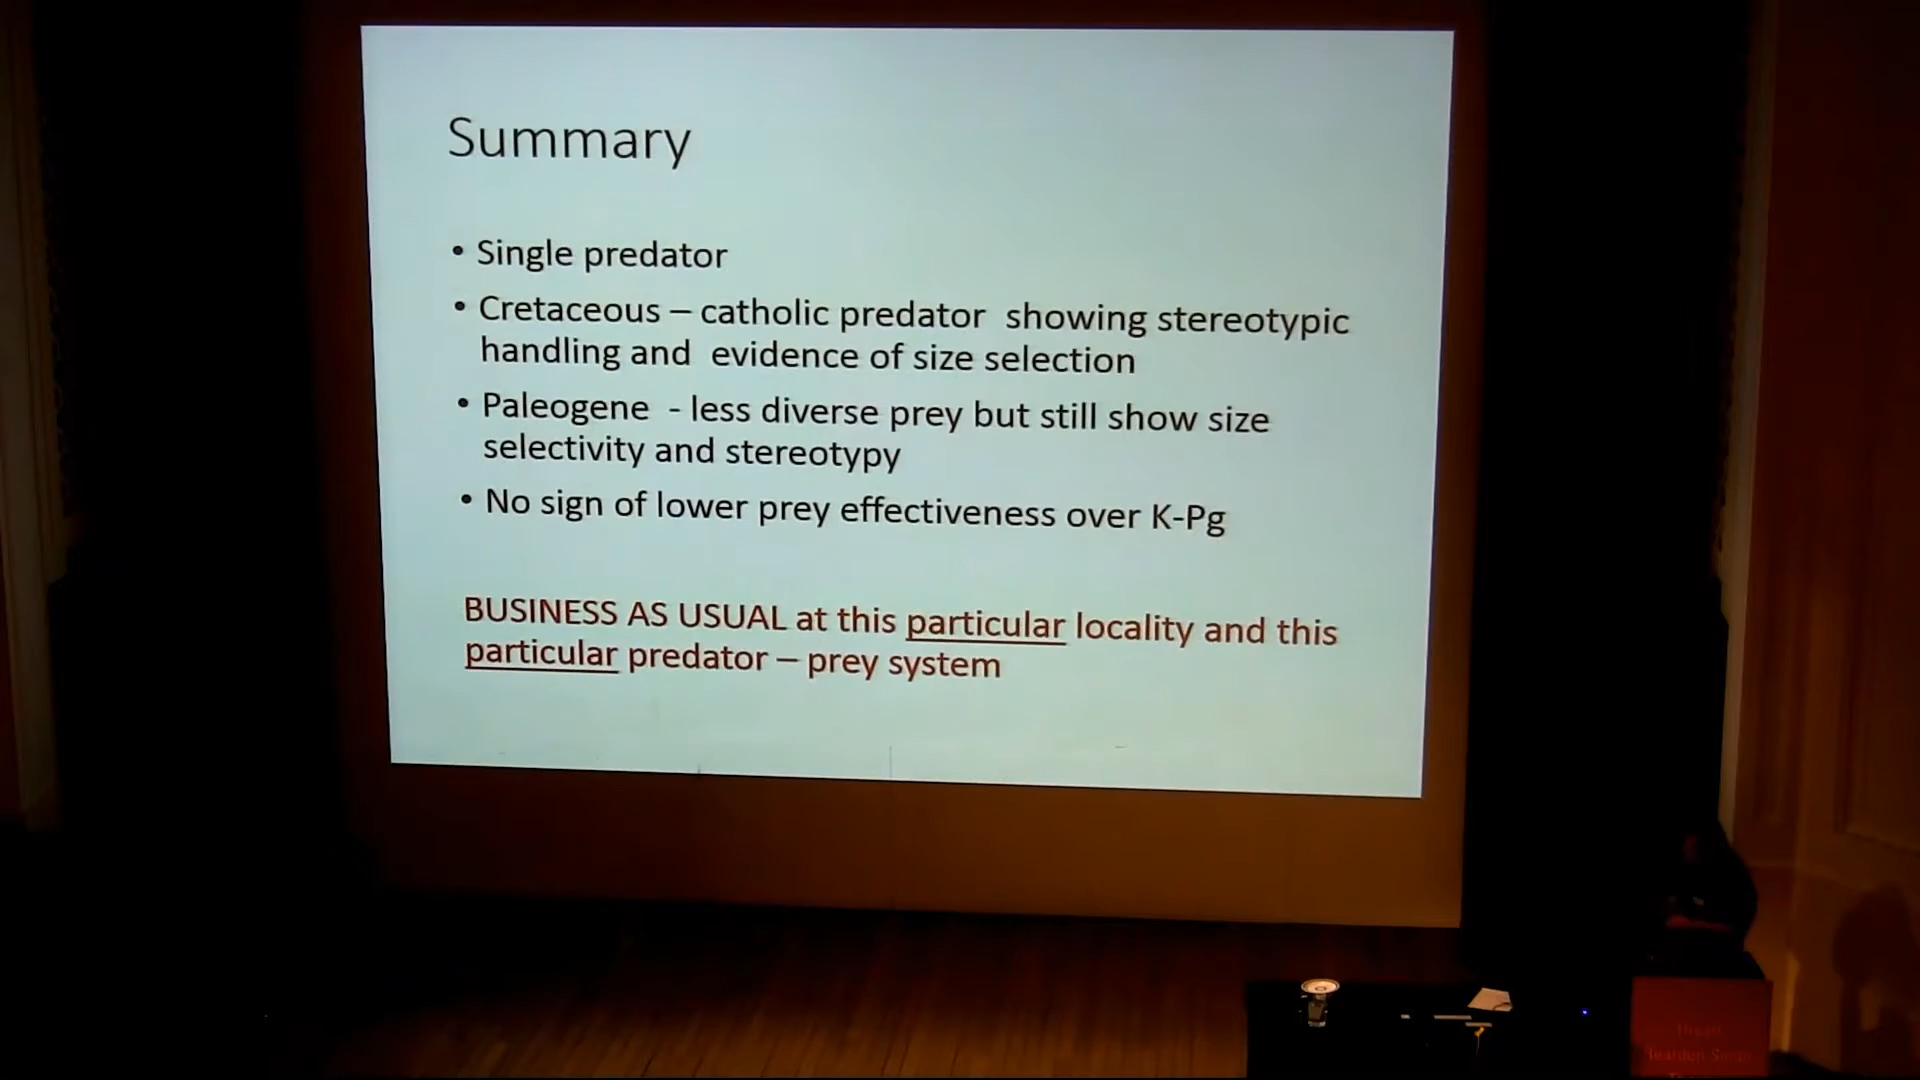 Summary
• Single predator
• Cretaceous – catholic predator  showing stereotypic
handling and  evidence of size selection
• Paleogene  - less diverse prey but still show size
selectivity and stereotypy
• No sign of lower prey effectiveness over K-Pg
BUSINESS AS USUAL at this particular locality and this
particular predator – prey system